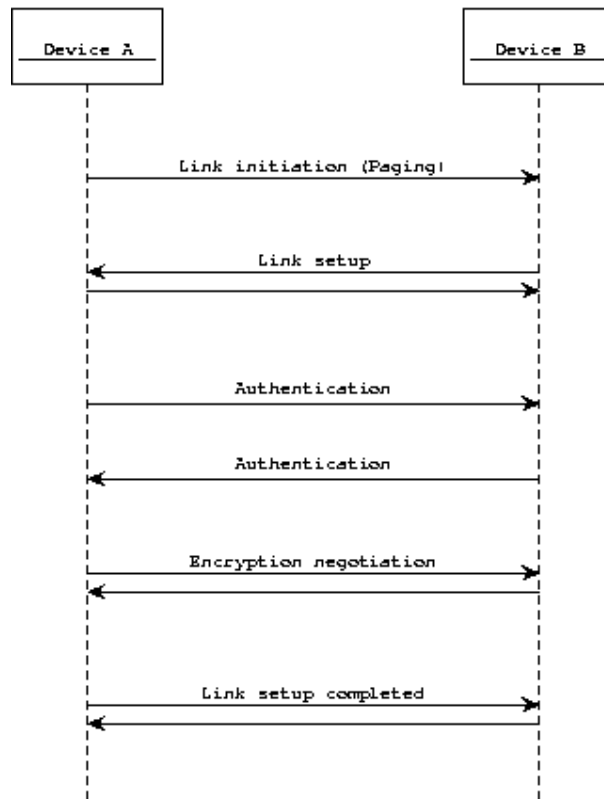 Device A
Device B
Link initiation (Paging)
Link setup
Authentication
Authentication
Encryption negotiation
Link setup completed